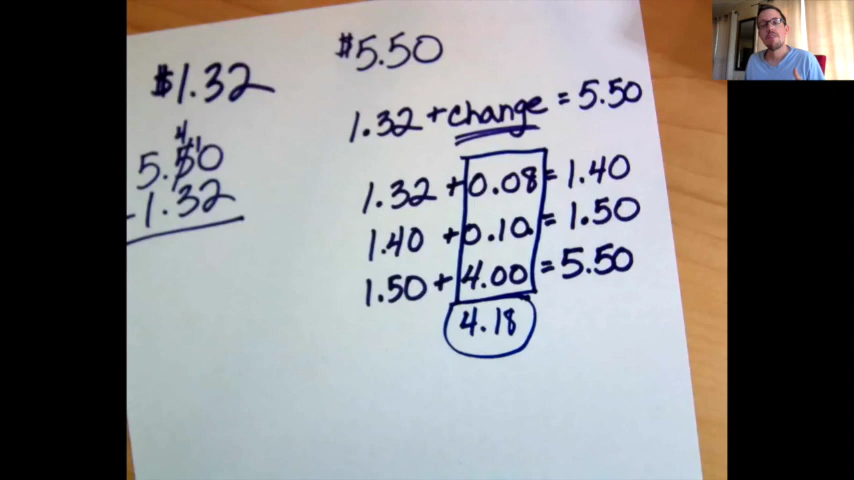 $1.32
4 1
5.50
- 1.32
$5.50
1.32 + change = 5.50
1.32 + 0.08 = 1.40
1.40 + 0.10 = 1.50
1.50 + 4.00 = 5.50
4.18